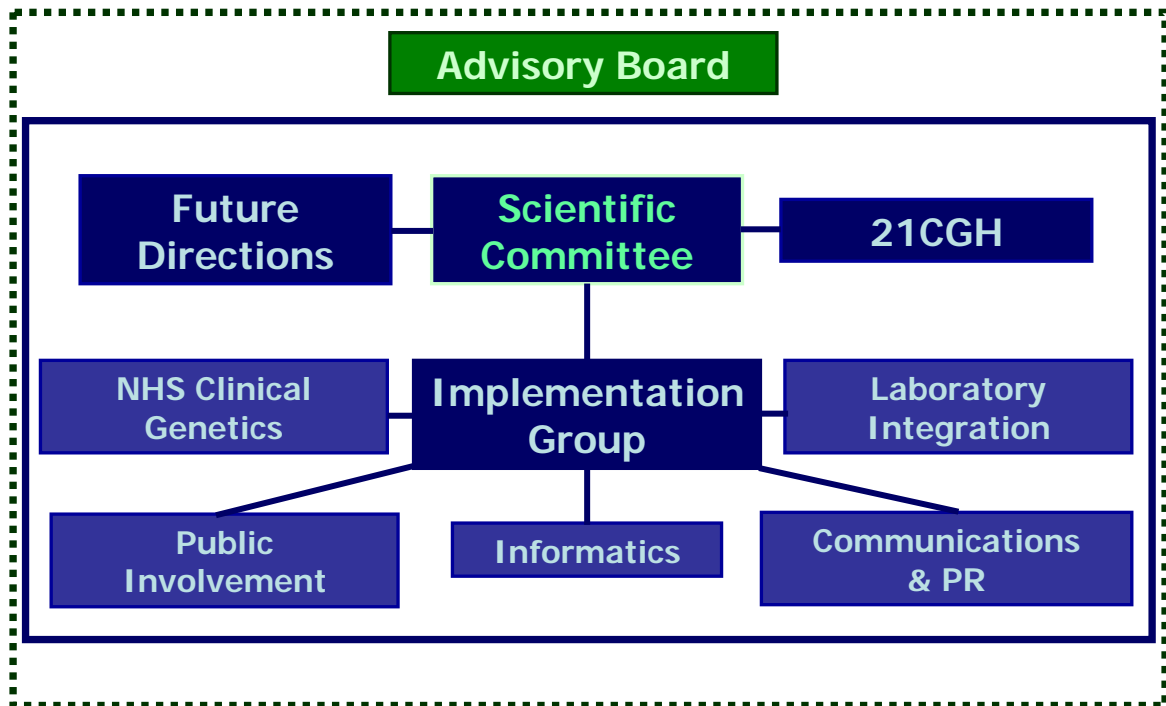 Advisory Board
Future
Directions
Scientific
Committee
21CGH
NHS Clinical
Genetics
Implementation
Group
Laboratory
Integration
Public
Involvement
Informatics
Communications
& PR